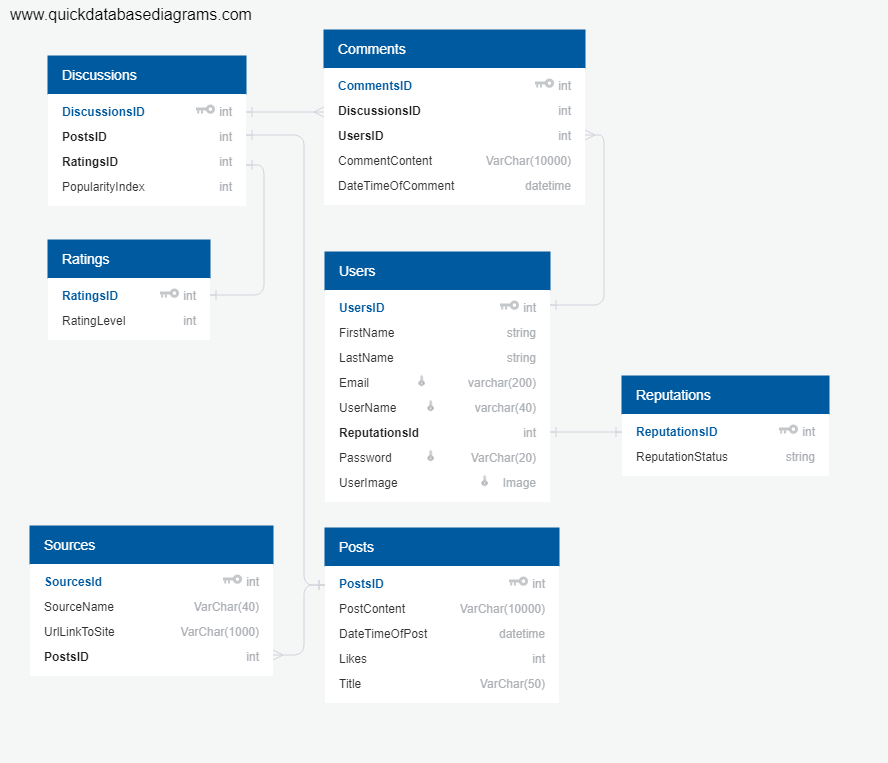 www.quickdatabasediagrams.com
Discussions
DiscussionsID int
PostsID int
RatingsID int
PopularityIndex int
Comments
CommentsID int
DiscussionsID int
UsersID int
CommentContent VarChar(10000)
DateTimeOfComment datetime
Ratings
RatingsID int
RatingLevel int
Users
UsersID int
FirstName string
LastName string
Email varchar(200)
UserName varchar(40)
ReputationsId int
Password VarChar(20)
UserImage Image
Reputations
ReputationsID int
ReputationStatus string
Sources
SourcesId int
SourceName VarChar(40)
UrlLinkToSite VarChar(1000)
PostsID int
Posts
PostsID int
PostContent VarChar(10000)
DateTimeOfPost datetime
Likes int
Title VarChar(50)